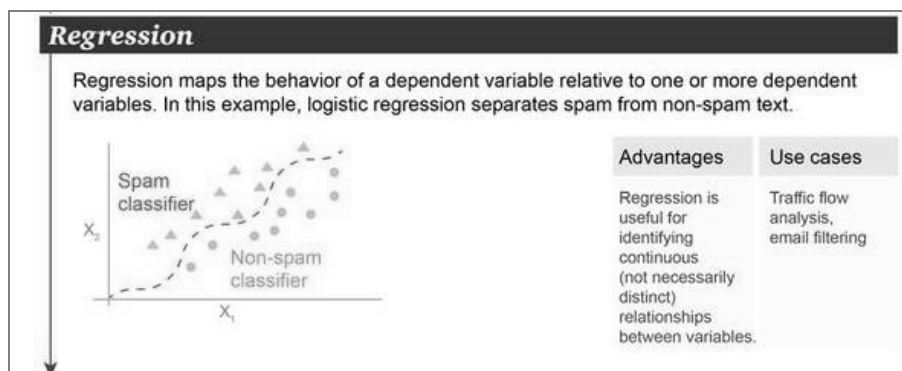 Regression
Regression maps the behavior of a dependent variable relative to one or more dependent
variables. In this example, logistic regression separates spam from non-spam text.
Spam
classifier
X₂
Non-spam
classifier
X₁
Advantages
Regression is
useful for
identifying
continuous
(not necessarily
distinct)
relationships
between variables.
Use cases
Traffic flow
analysis,
email filtering